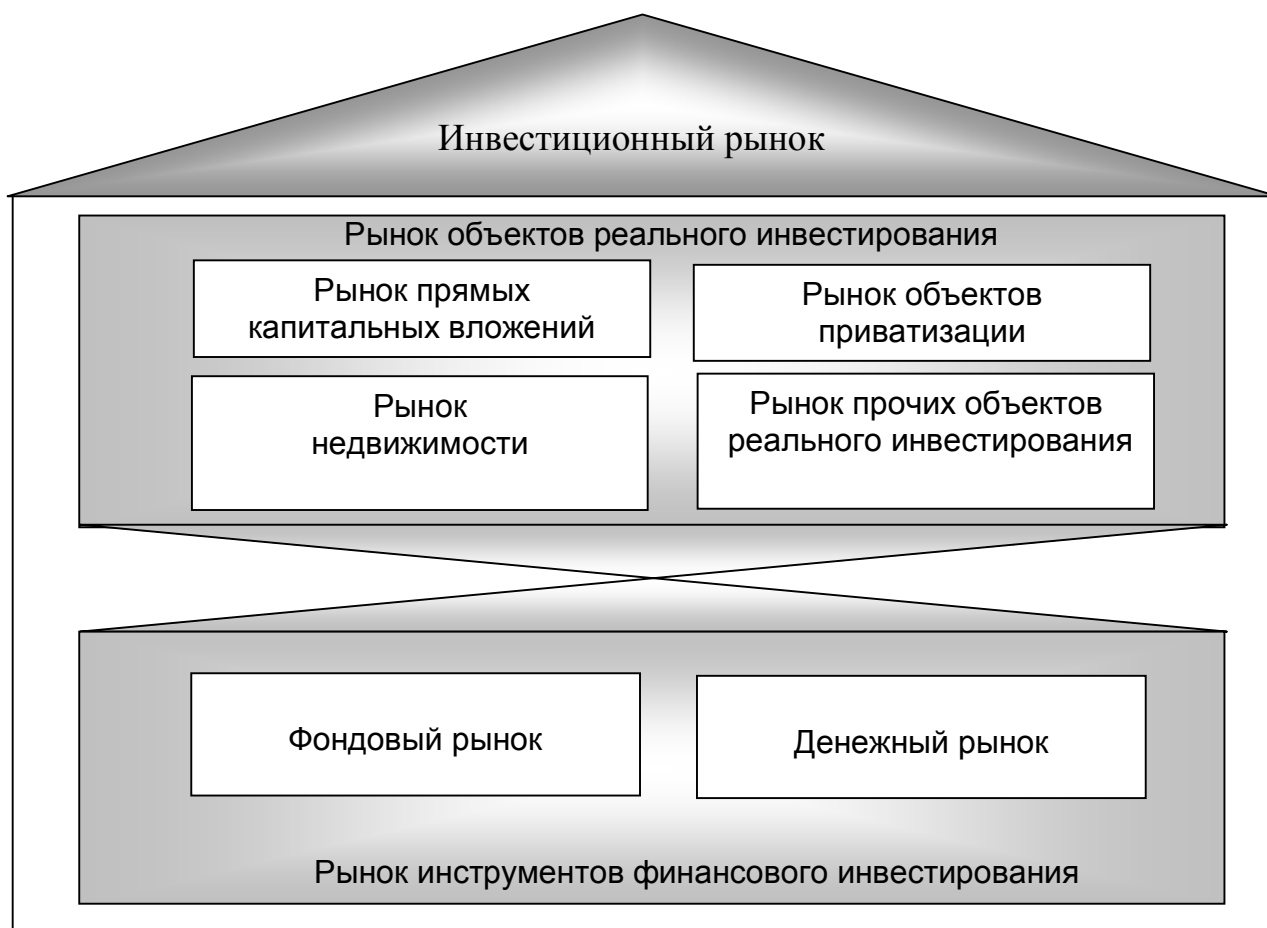 Инвестиционный рынок
Рынок объектов реального инвестирования
Рынок прямых
капитальных вложений
Рынок объектов
приватизации
Рынок
недвижимости
Рынок прочих объектов
реального инвестирования
Фондовый рынок
Денежный рынок
Рынок инструментов финансового инвестирования